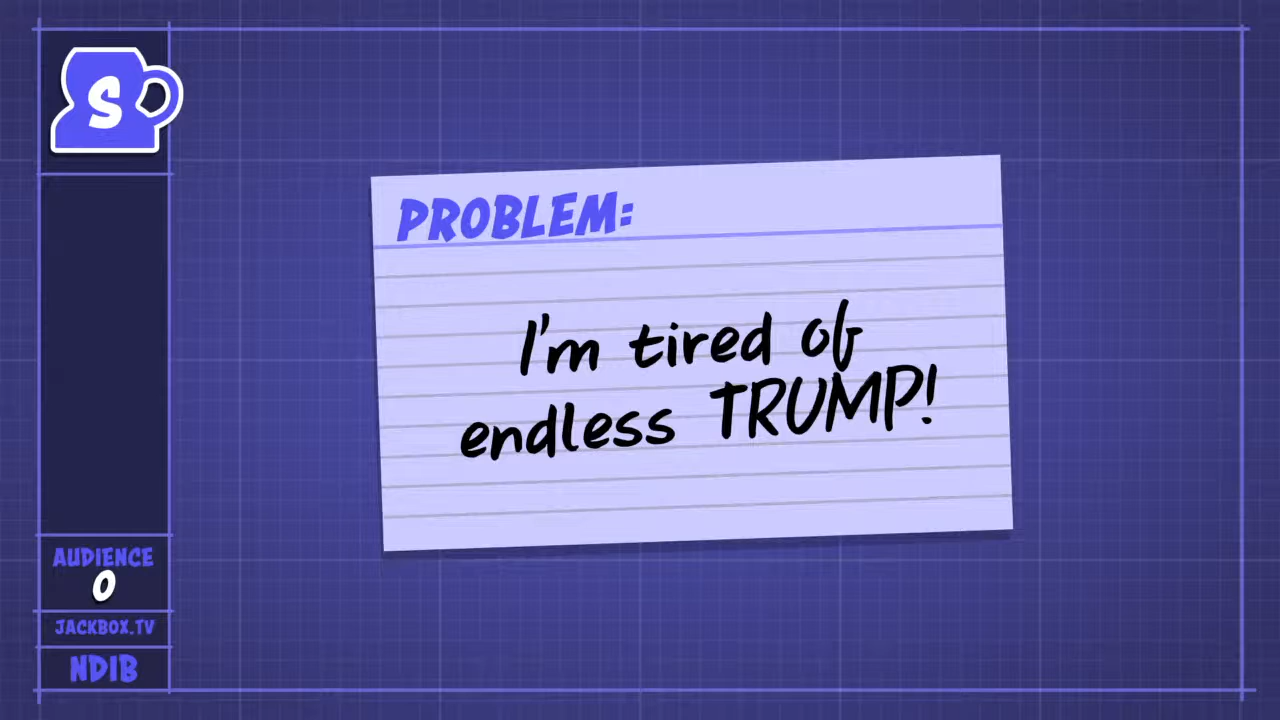 S
PROBLEM:
I'm tired of
endless TRUMP!
AUDIENCE
0
JACKBOX.TV
NDIB